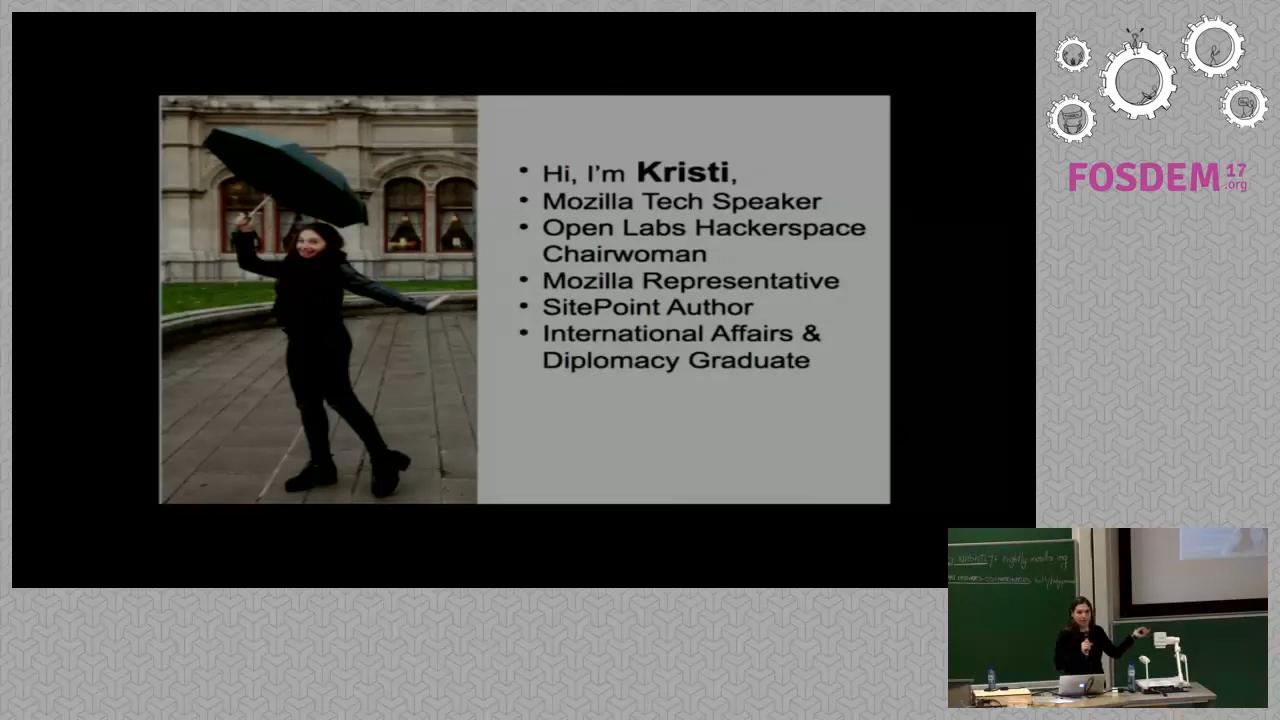 Hi, I'm Kristi,
Mozilla Tech Speaker
Open Labs Hackerspace
Chairwoman
Mozilla Representative
SitePoint Author
International Affairs &
Diplomacy Graduate
FOSDEM 17
.org
nightly